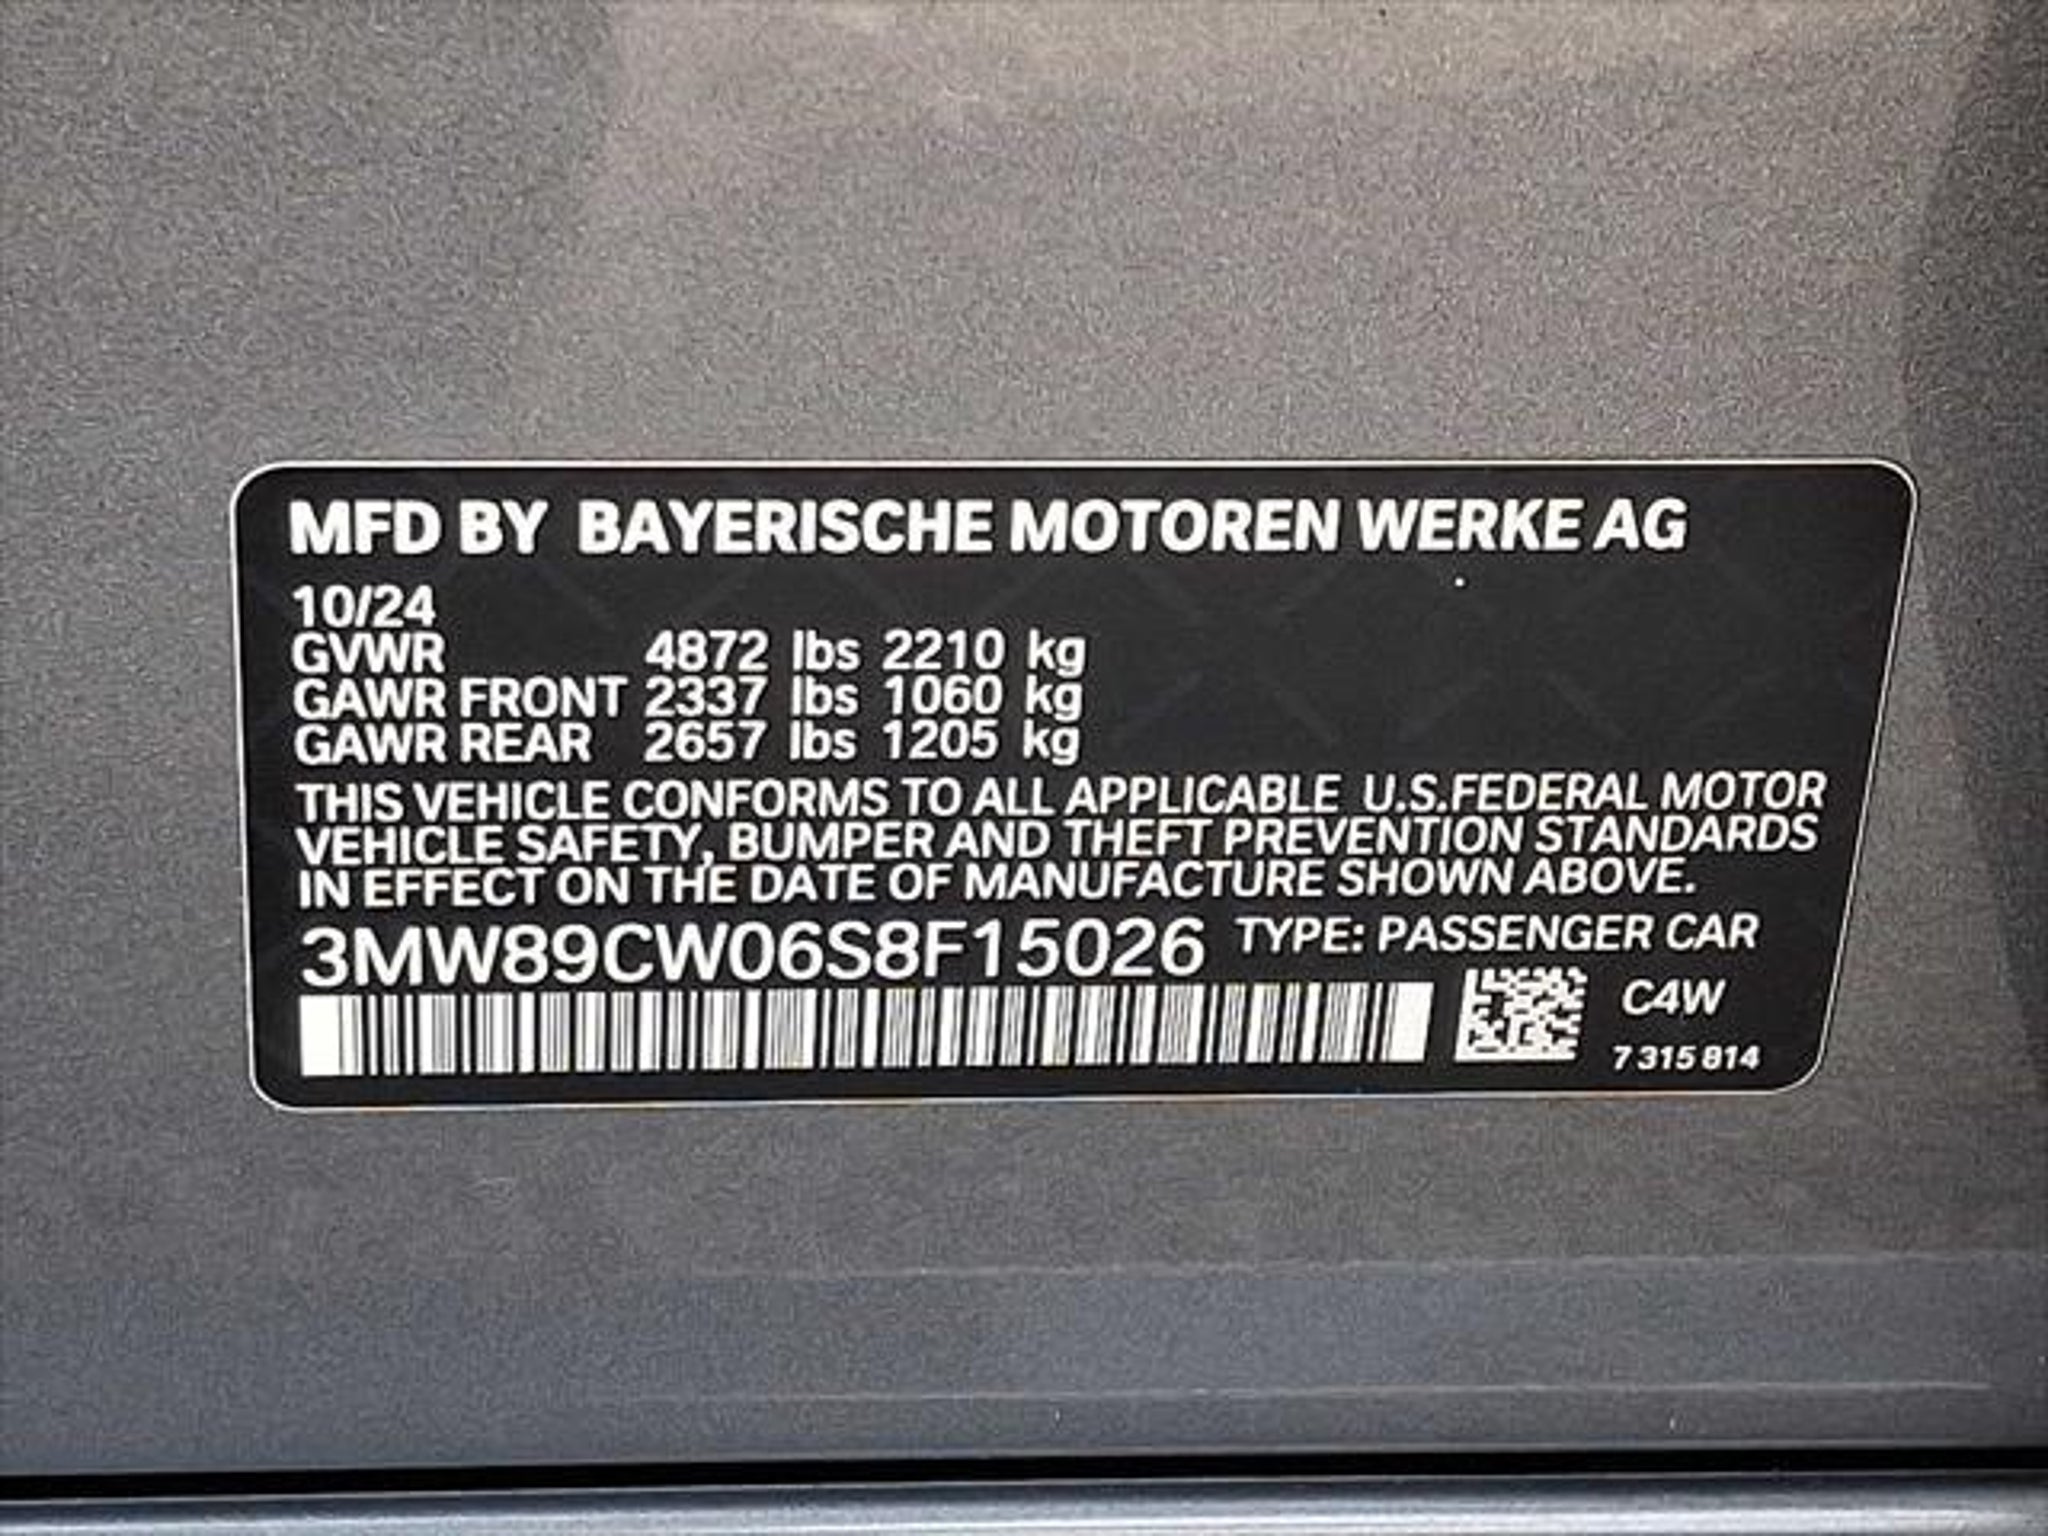 MFD BY BAYERISCHE MOTOREN WERKE AG
10/24
GVWR 4872 lbs 2210 kg
GAWR FRONT 2337 lbs 1060 kg
GAWR REAR 2657 lbs 1205 kg
THIS VEHICLE CONFORMS TO ALL APPLICABLE U.S.FEDERAL MOTOR
VEHICLE SAFETY, BUMPER AND THEFT PREVENTION STANDARDS
IN EFFECT ON THE DATE OF MANUFACTURE SHOWN ABOVE.
3MW89CW06S8F15026 TYPE: PASSENGER CAR
C4W
7 315 814